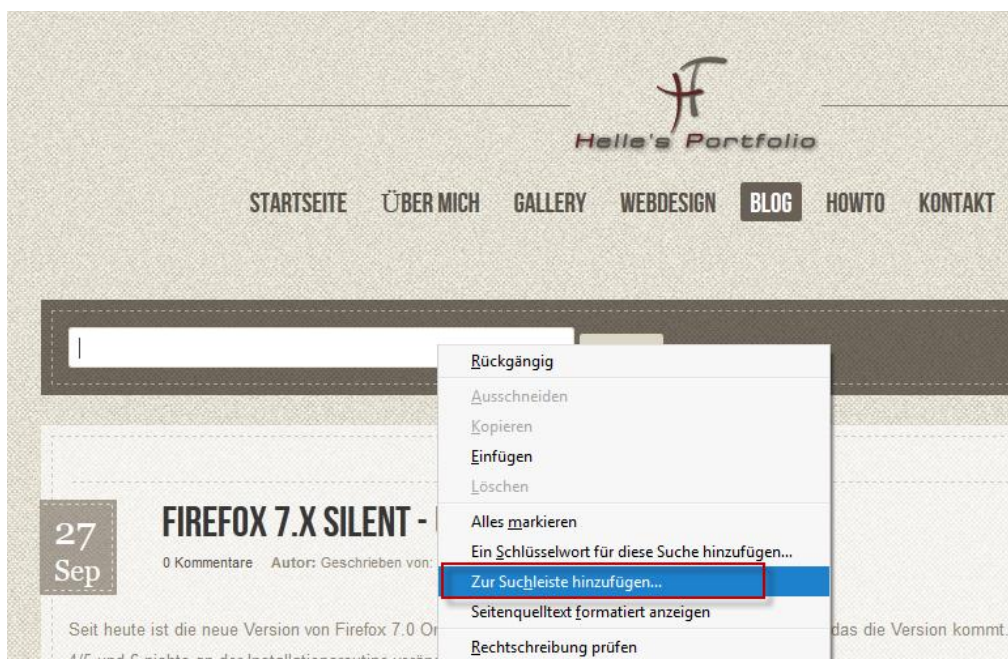 Helle's Portfolio
STARTSEITE ÜBER MICH GALLERY WEBDESIGN BLOG HOWTO KONTAKT
Rückgängig
Ausschneiden
Kopieren
Einfügen
Löschen
Alles markieren
Ein Schlüsselwort für diese Suche hinzufügen...
Zur Suchleiste hinzufügen...
Seitenquelltext formatiert anzeigen
Rechtschreibung prüfen
27
Sep
FIREFOX 7.X SILENT -
0 Kommentare Autor: Geschrieben von:
Seit heute ist die neue Version von Firefox 7.0 das die Version kommt.